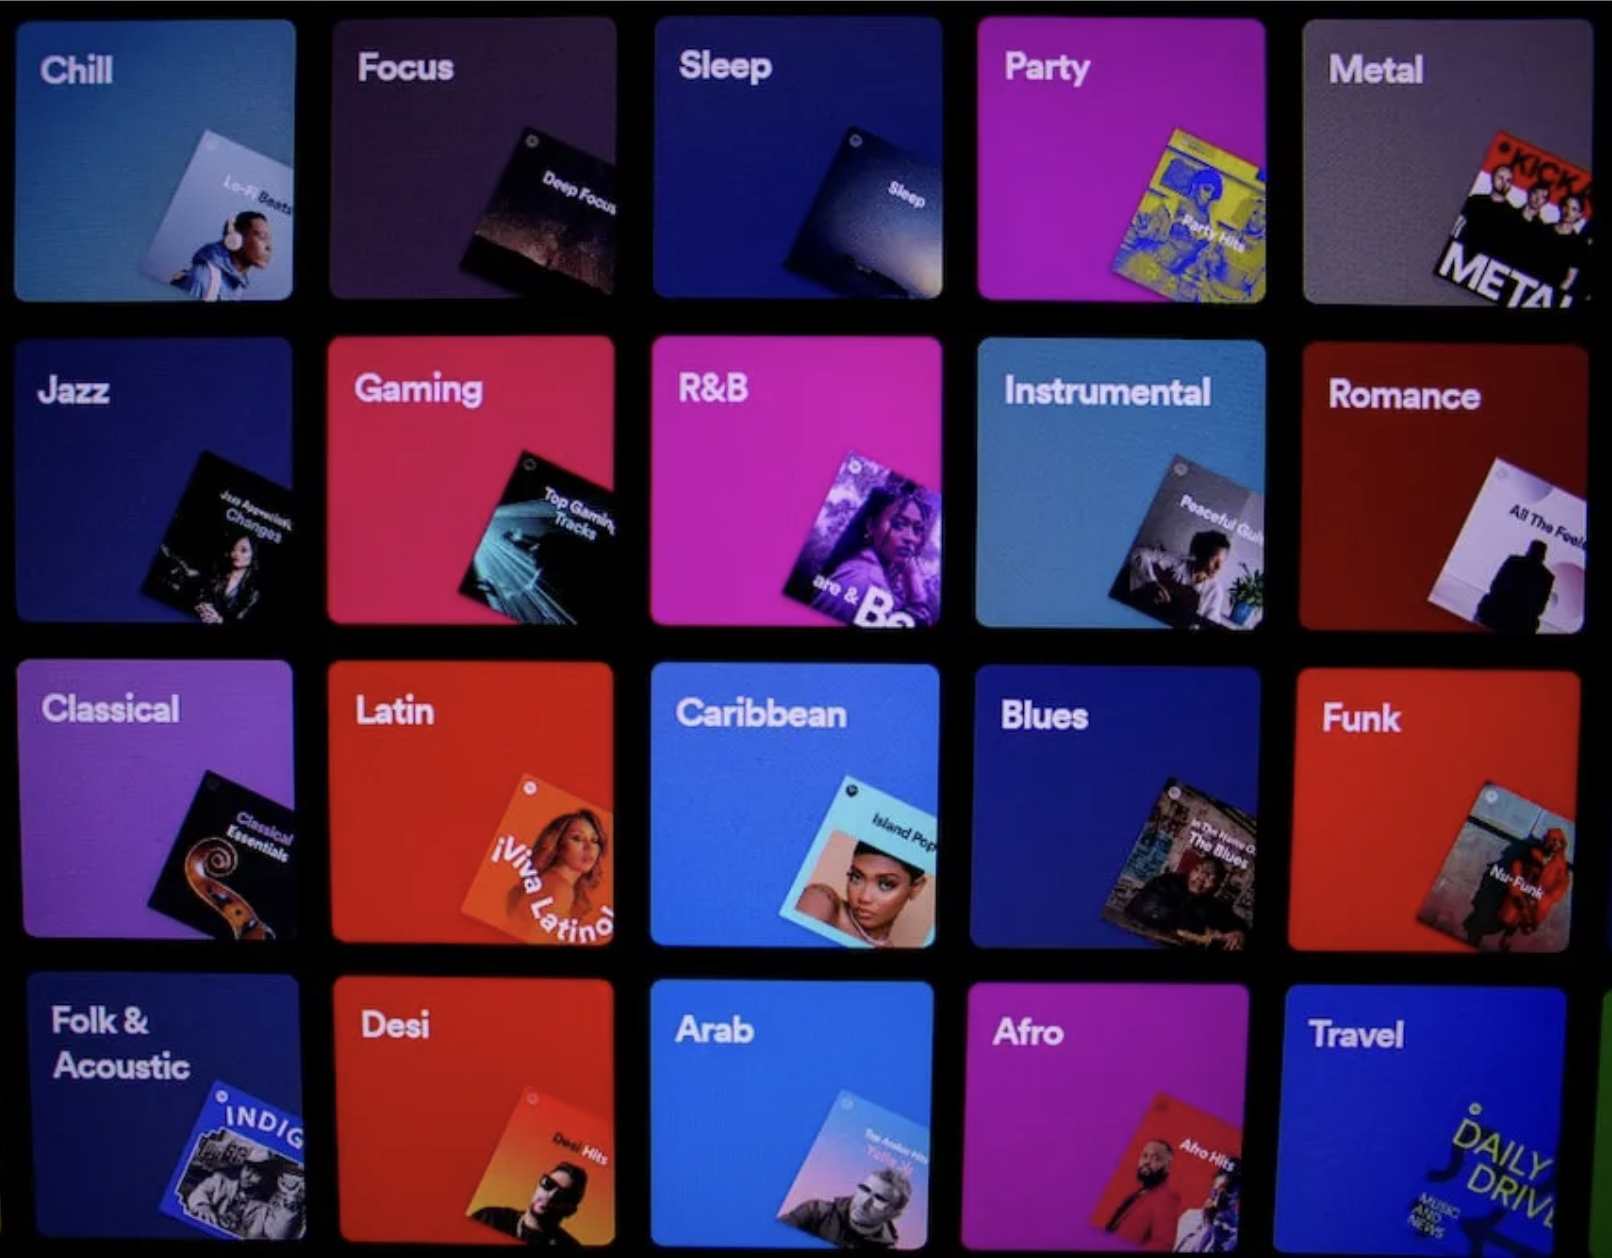 Chill
Lo-Fi Beats
Focus
Deep Focus
Sleep
Sleep
Party
Party Hits
Metal
KICKA
METAL
Jazz
Jazz Appreciati
Changes
Gaming
Top Gaming
Tracks
R&B
are &
Be
Instrumental
Peaceful Gui
Romance
All The Feels
Classical
Classical
Essentials
Latin
¡Viva Latino!
Caribbean
Island Pop
Blues
In The Name O
The Blues
Funk
Nu-Funk
Folk &
Acoustic
INDIG
Desi
Desi Hits
Arab
Top Arabic Hits
Afro
Afro Hits
Travel
DAILY
DRIVE
MUSIC
AND
NEWS